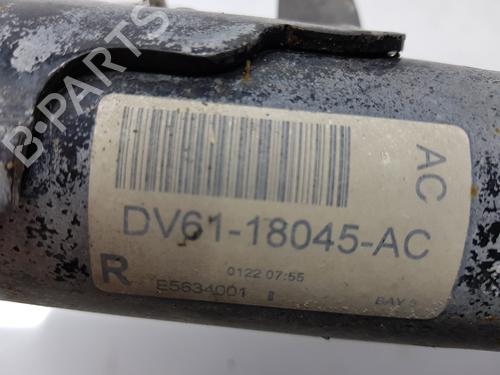 B-PARTS
AC
DV61-18045-AC
R
0122 07:55
E5634001